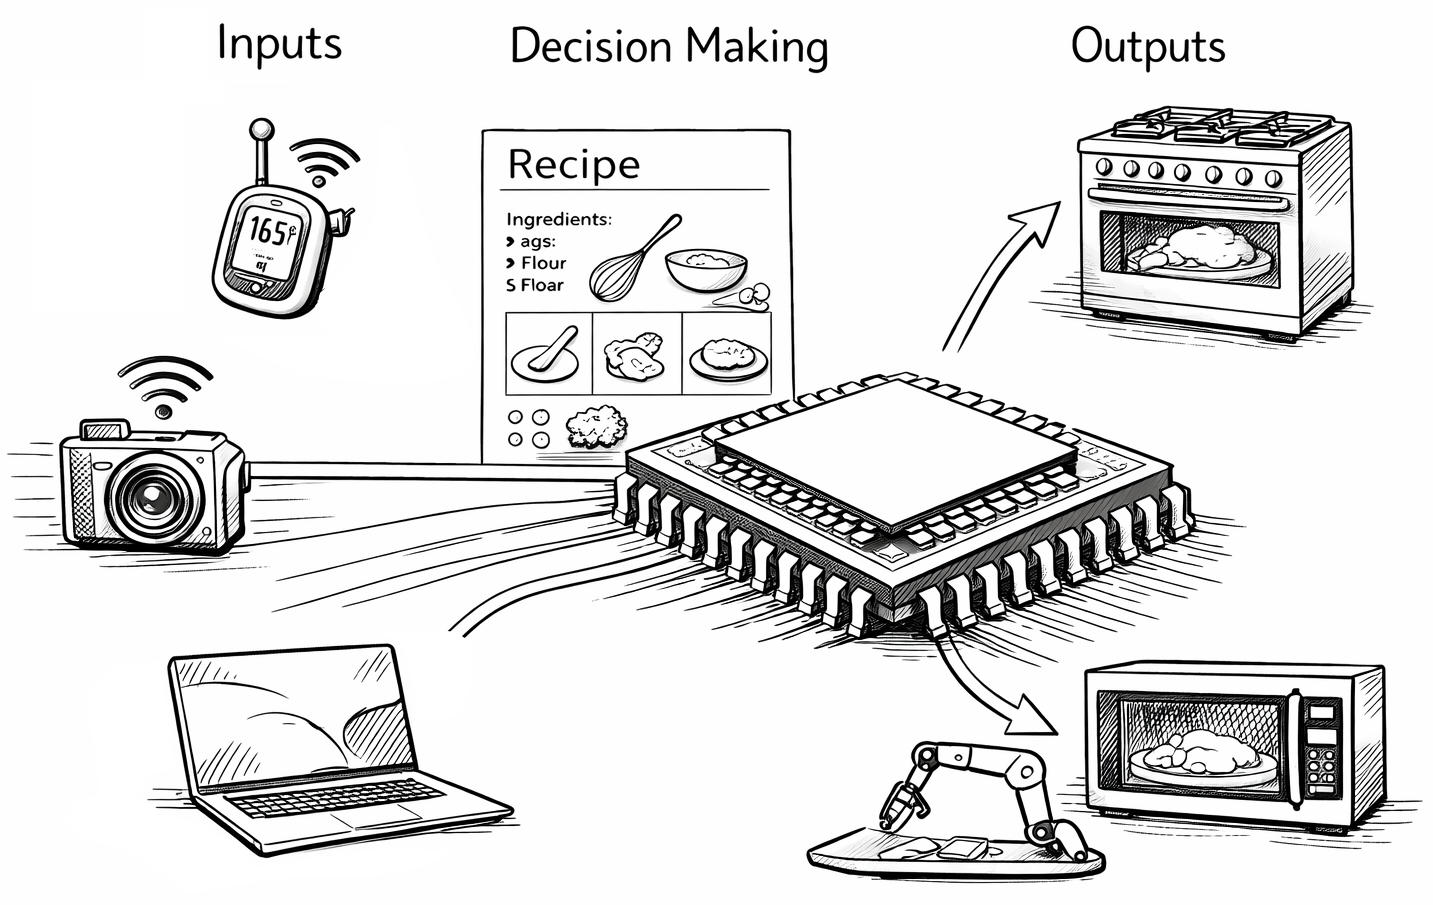 Inputs
Decision Making
Outputs
165°F
Recipe
Ingredients:
ags:
Flour
S Floar